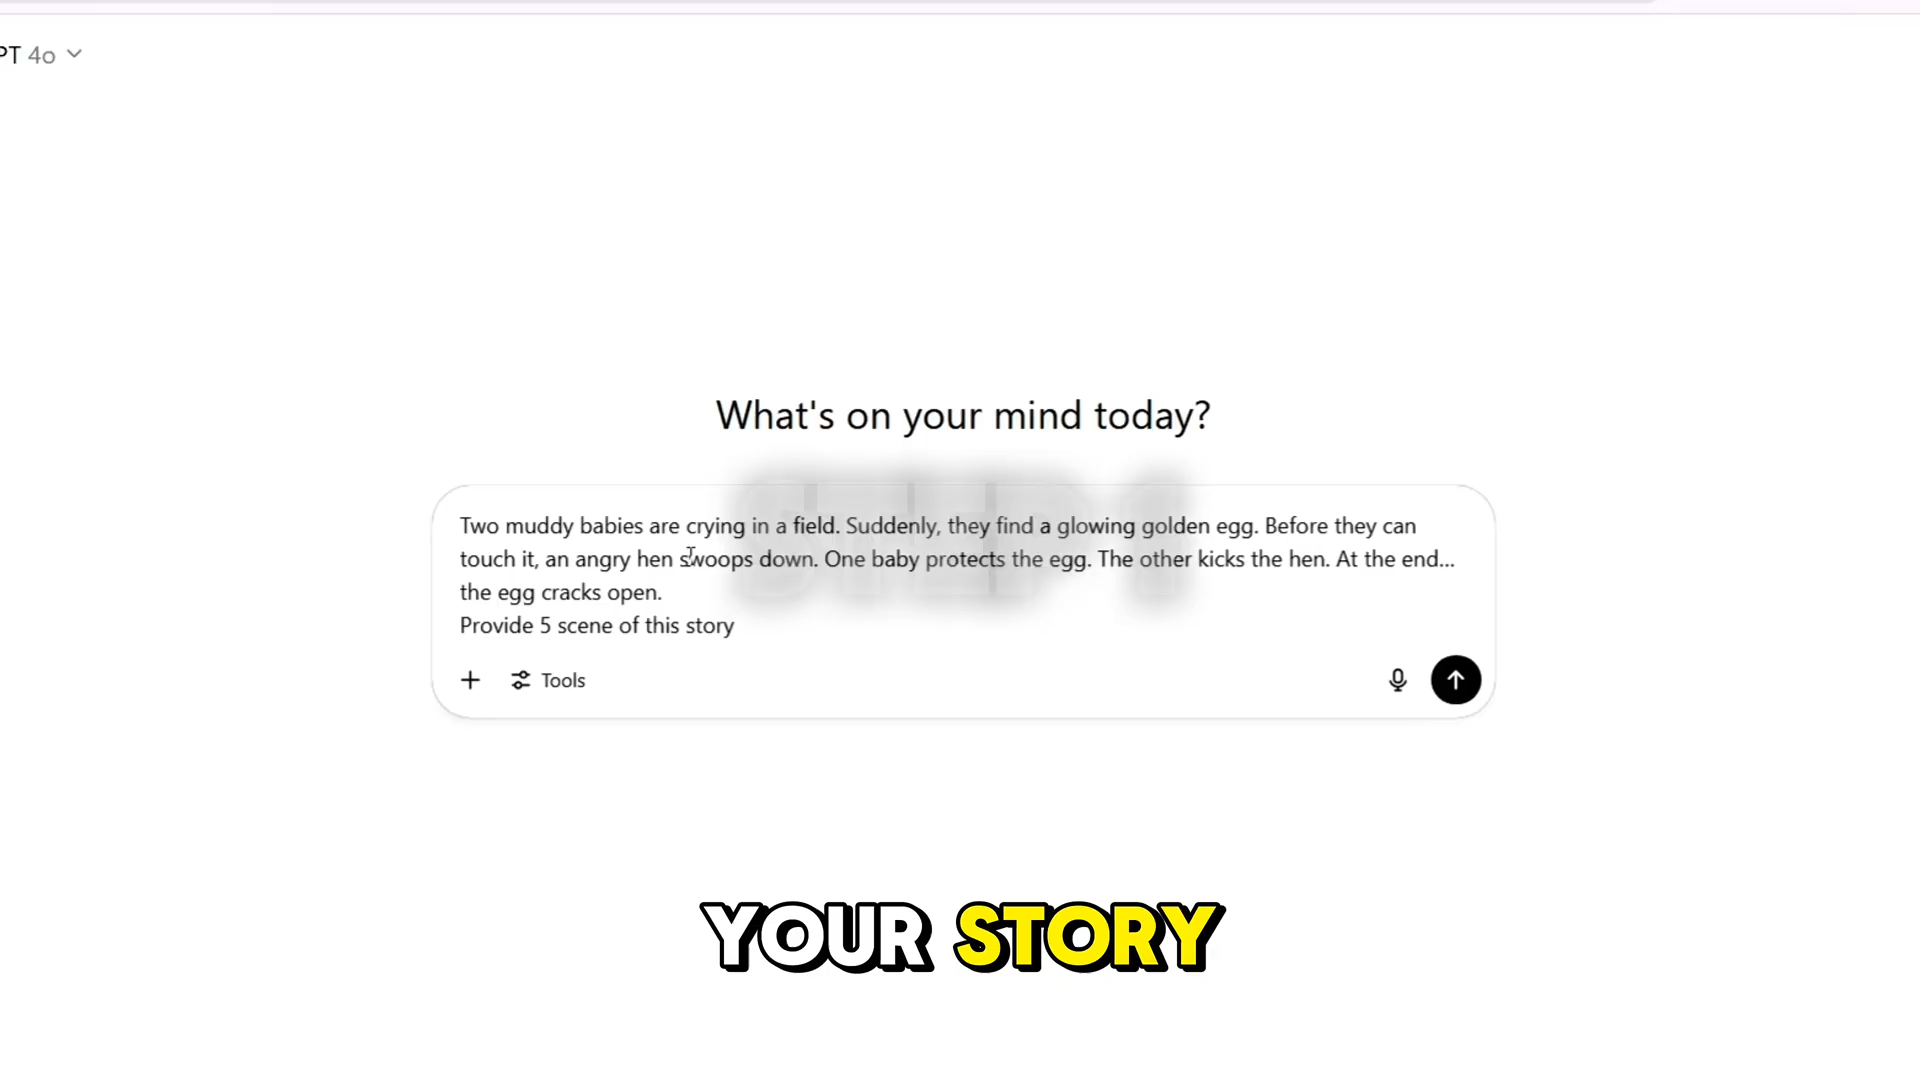 PT 4o
What's on your mind today?
STEP 1
Two muddy babies are crying in a field. Suddenly, they find a glowing golden egg. Before they can
touch it, an angry hen swoops down. One baby protects the egg. The other kicks the hen. At the end...
the egg cracks open.
Provide 5 scene of this story
Tools
YOUR STORY